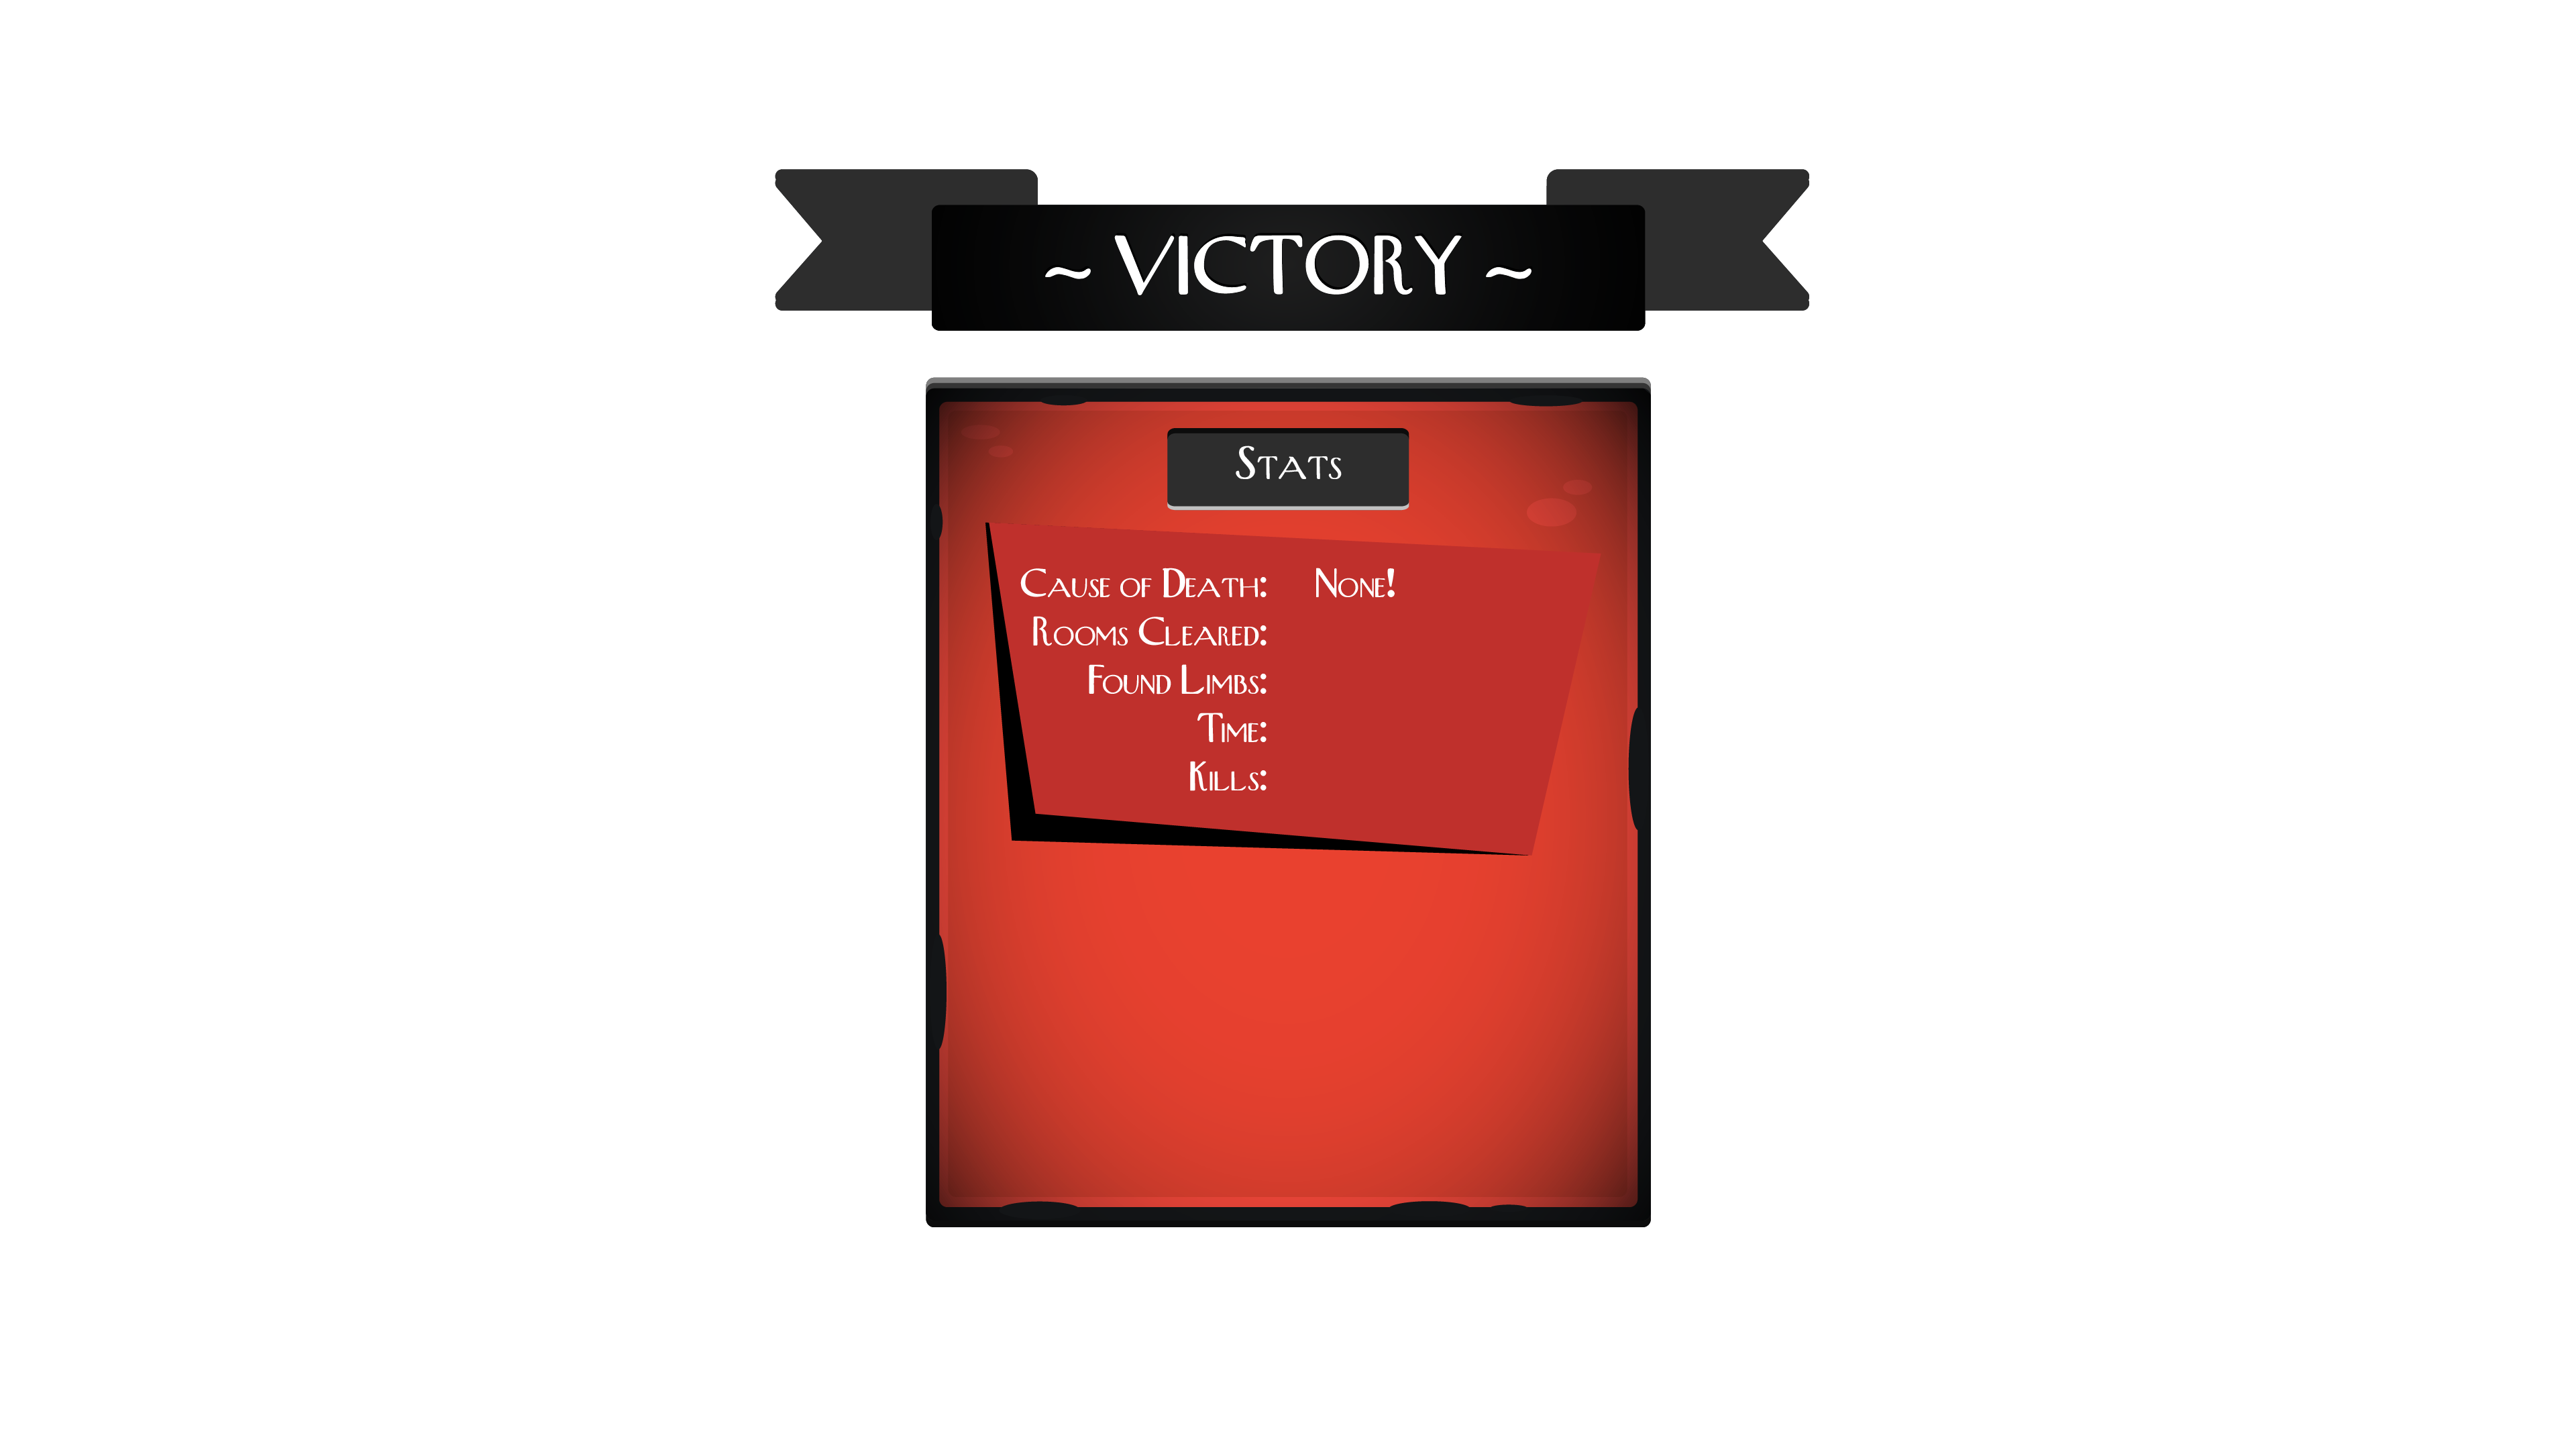 ~ VICTORY ~
Stats
Cause of Death: None!
Rooms Cleared:
Found Limbs:
Time:
Kills: